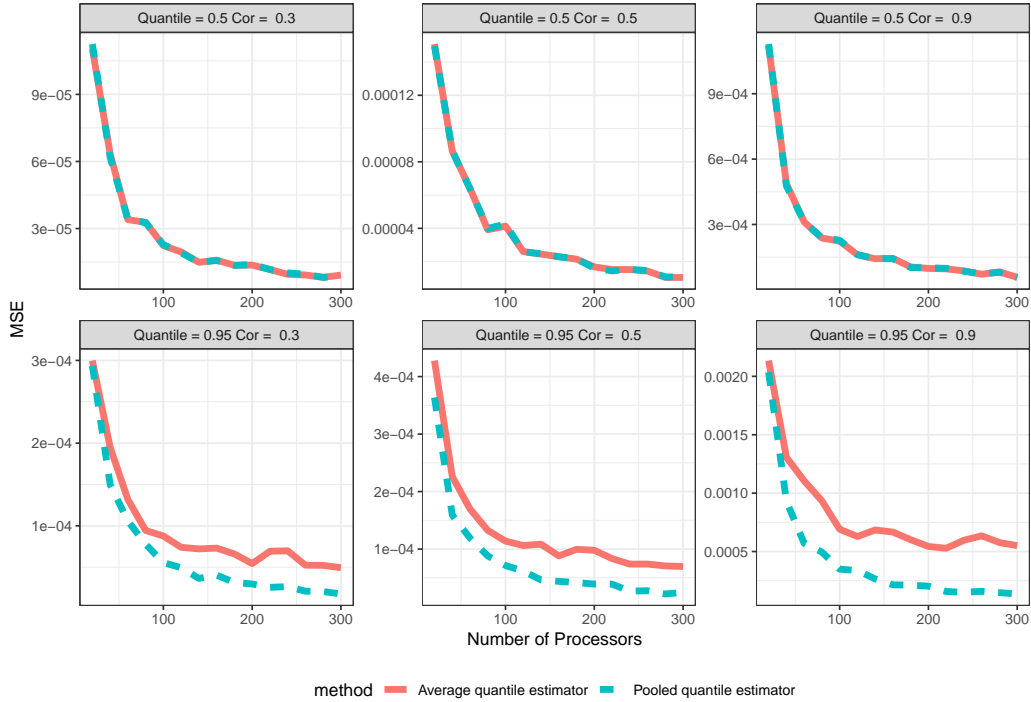 Quantile = 0.5 Cor = 0.3
Quantile = 0.5 Cor = 0.5
Quantile = 0.5 Cor = 0.9
9e−05
6e−05
3e−05
0.00012
0.00008
0.00004
9e−04
6e−04
3e−04
100 200 300
100 200 300
100 200 300
MSE
Quantile = 0.95 Cor = 0.3
Quantile = 0.95 Cor = 0.5
Quantile = 0.95 Cor = 0.9
3e−04
2e−04
1e−04
4e−04
3e−04
2e−04
1e−04
0.0020
0.0015
0.0010
0.0005
100 200 300
100 200 300
100 200 300
Number of Processors
method Average quantile estimator Pooled quantile estimator